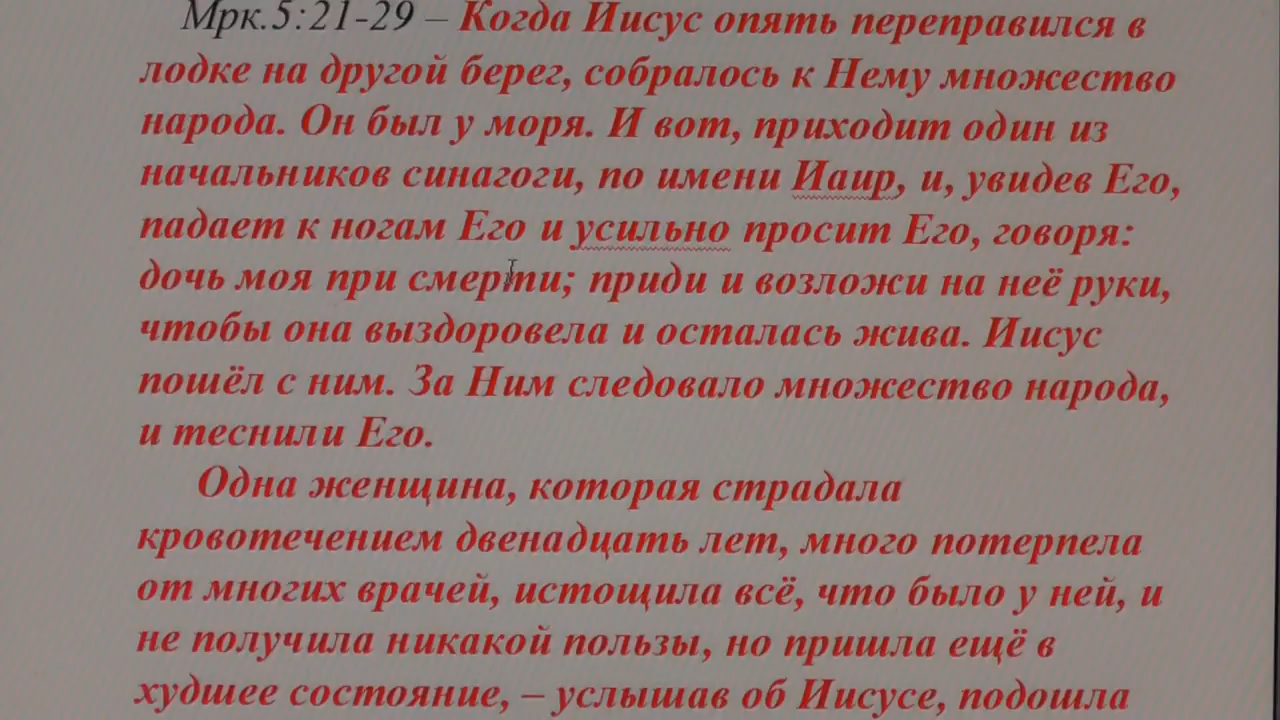 Мрк.5:21-29 – Когда Иисус опять переправился в
лодке на другой берег, собралось к Нему множество
народа. Он был у моря. И вот, приходит один из
начальников синагоги, по имени Иаир, и, увидев Его,
падает к ногам Его и усильно просит Его, говоря:
дочь моя при смерти; приди и возложи на неё руки,
чтобы она выздоровела и осталась жива. Иисус
пошёл с ним. За Ним следовало множество народа,
и теснили Его.
Одна женщина, которая страдала
кровотечением двенадцать лет, много потерпела
от многих врачей, истощила всё, что было у ней, и
не получила никакой пользы, но пришла ещё в
худшее состояние, – услышав об Иисусе, подошла